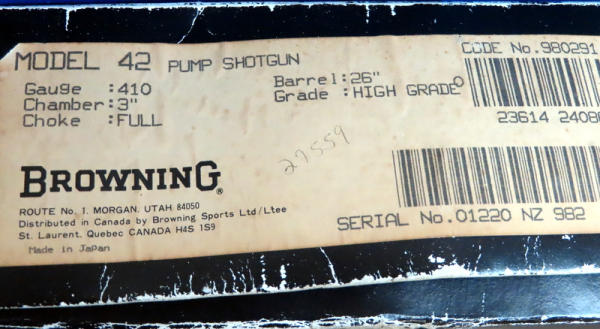 MODEL 42 PUMP SHOTGUN
CODE No. 980291
Gauge :410
Barrel:26"
Chamber:3"
Grade :HIGH GRADE
Choke :FULL
23614
27559
BROWNING®
ROUTE No. 1. MORGAN. UTAH 84050
Distributed in Canada by Browning Sports Ltd/Ltee
St. Laurent. Quebec CANADA H4S 1S9
SERIAL No. 01220 NZ 982
Made in Japan